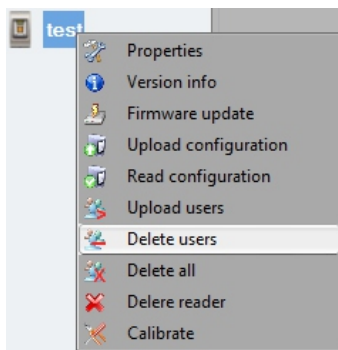 test
Properties
Version info
Firmware update
Upload configuration
Read configuration
Upload users
Delete users
Delete all
Delere reader
Calibrate